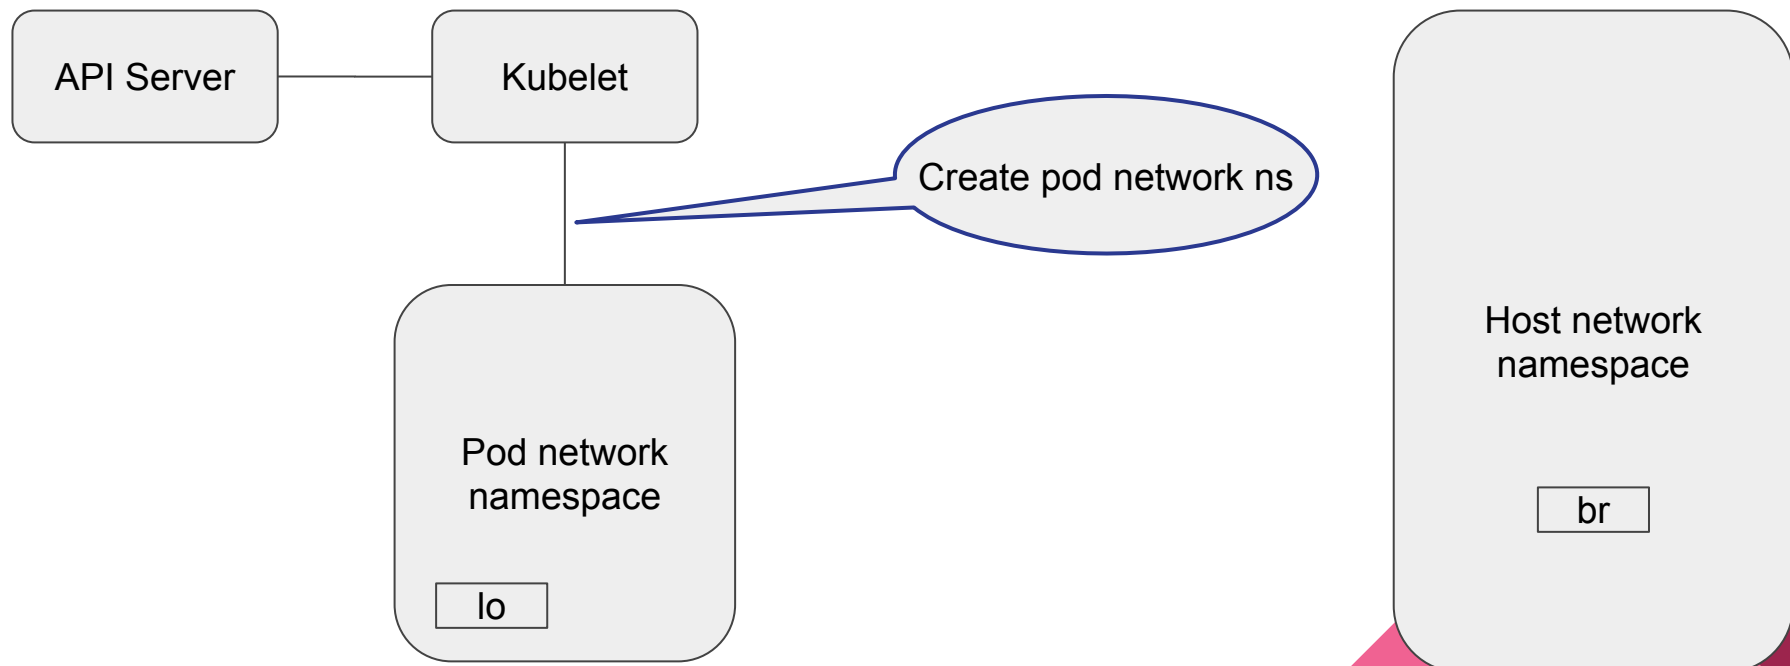 API Server
Kubelet
Create pod network ns
Host network
namespace
Pod network
namespace
br
lo